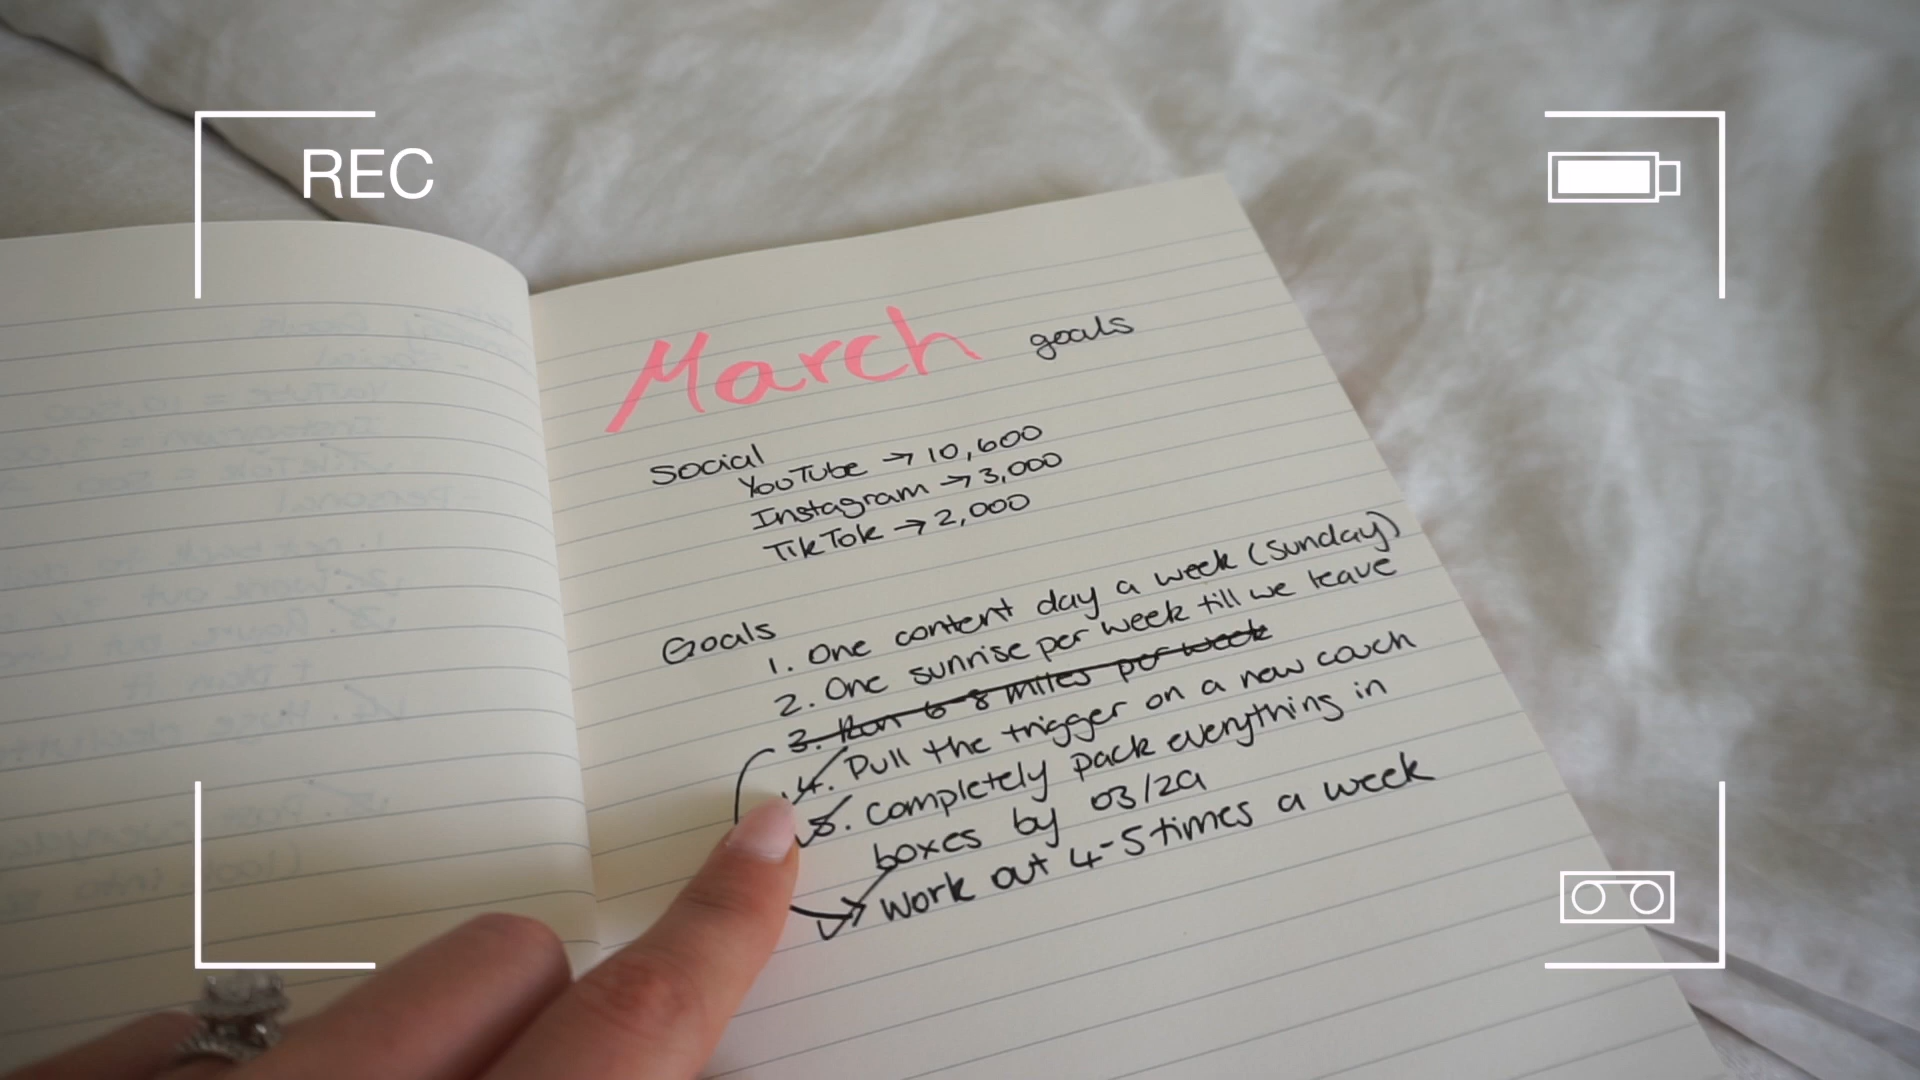 REC
March goals
Social
YouTube → 10,600
Instagram → 3,000
TikTok → 2,000
Goals
1. One content day a week (Sunday)
2. One sunrise per week till we leave
3. Run 6-8 miles per week
4. Pull the trigger on a new couch
5. Completely pack everything in
boxes by 03/29
Work out 4-5 times a week